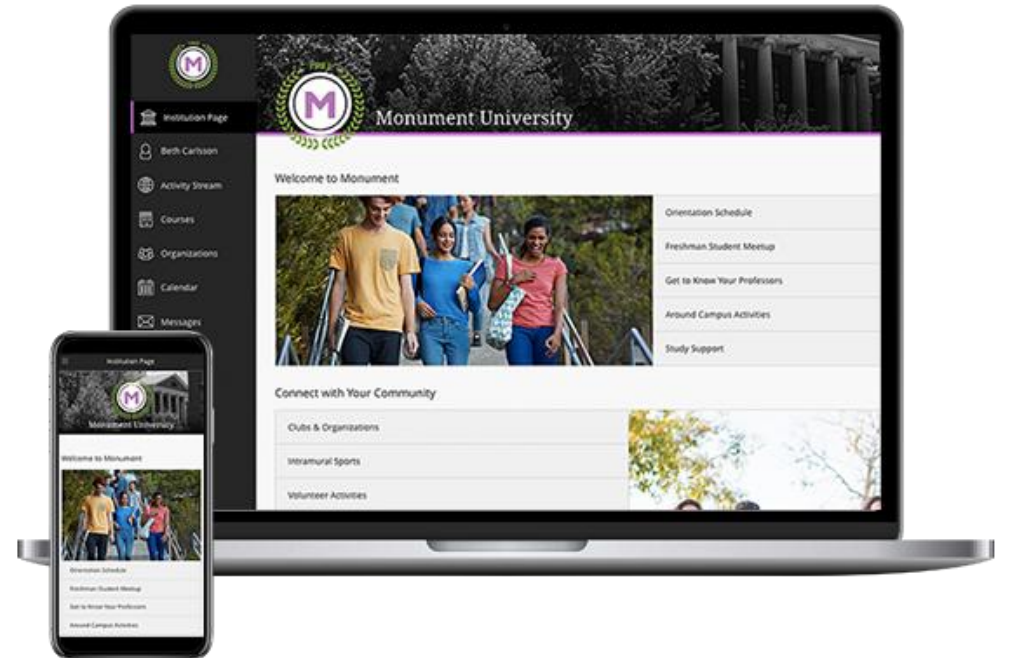 M
Institution Page
Beth Carlsson
Activity Stream
Courses
Organizations
Calendar
Messages
M
Monument University
Welcome to Monument
Orientation Schedule
Freshman Student Meetup
Get to Know Your Professors
Around Campus Activities
Study Support
Connect with Your Community
Clubs & Organizations
Intramural Sports
Volunteer Activities
Institution Page
M
Monument University
Welcome to Monument
Orientation Schedule
Freshman Student Meetup
Get to Know Your Professors
Around Campus Activities